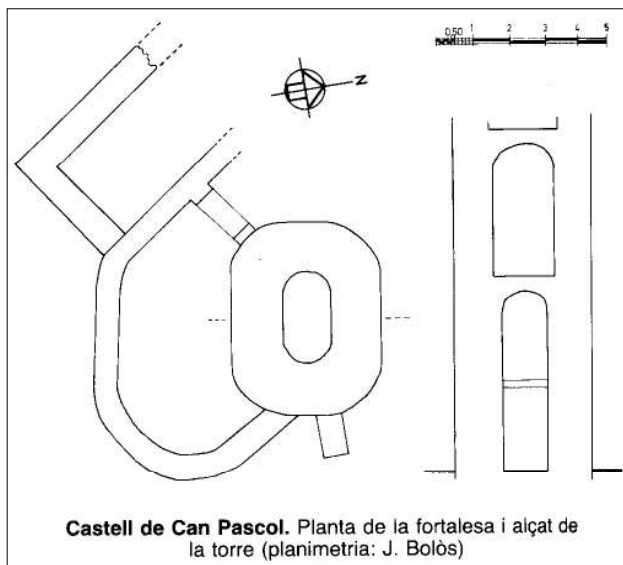 0,50 1 2 3 4 5
N
Castell de Can Pascol. Planta de la fortalesa i alçat de
la torre (planimetria: J. Bolòs)